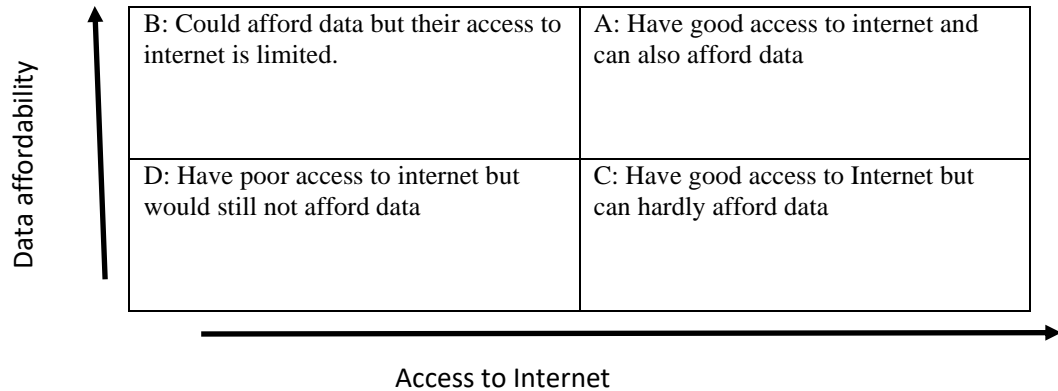 Data affordability
B: Could afford data but their access to
internet is limited.
A: Have good access to internet and
can also afford data
D: Have poor access to internet but
would still not afford data
C: Have good access to Internet but
can hardly afford data
Access to Internet